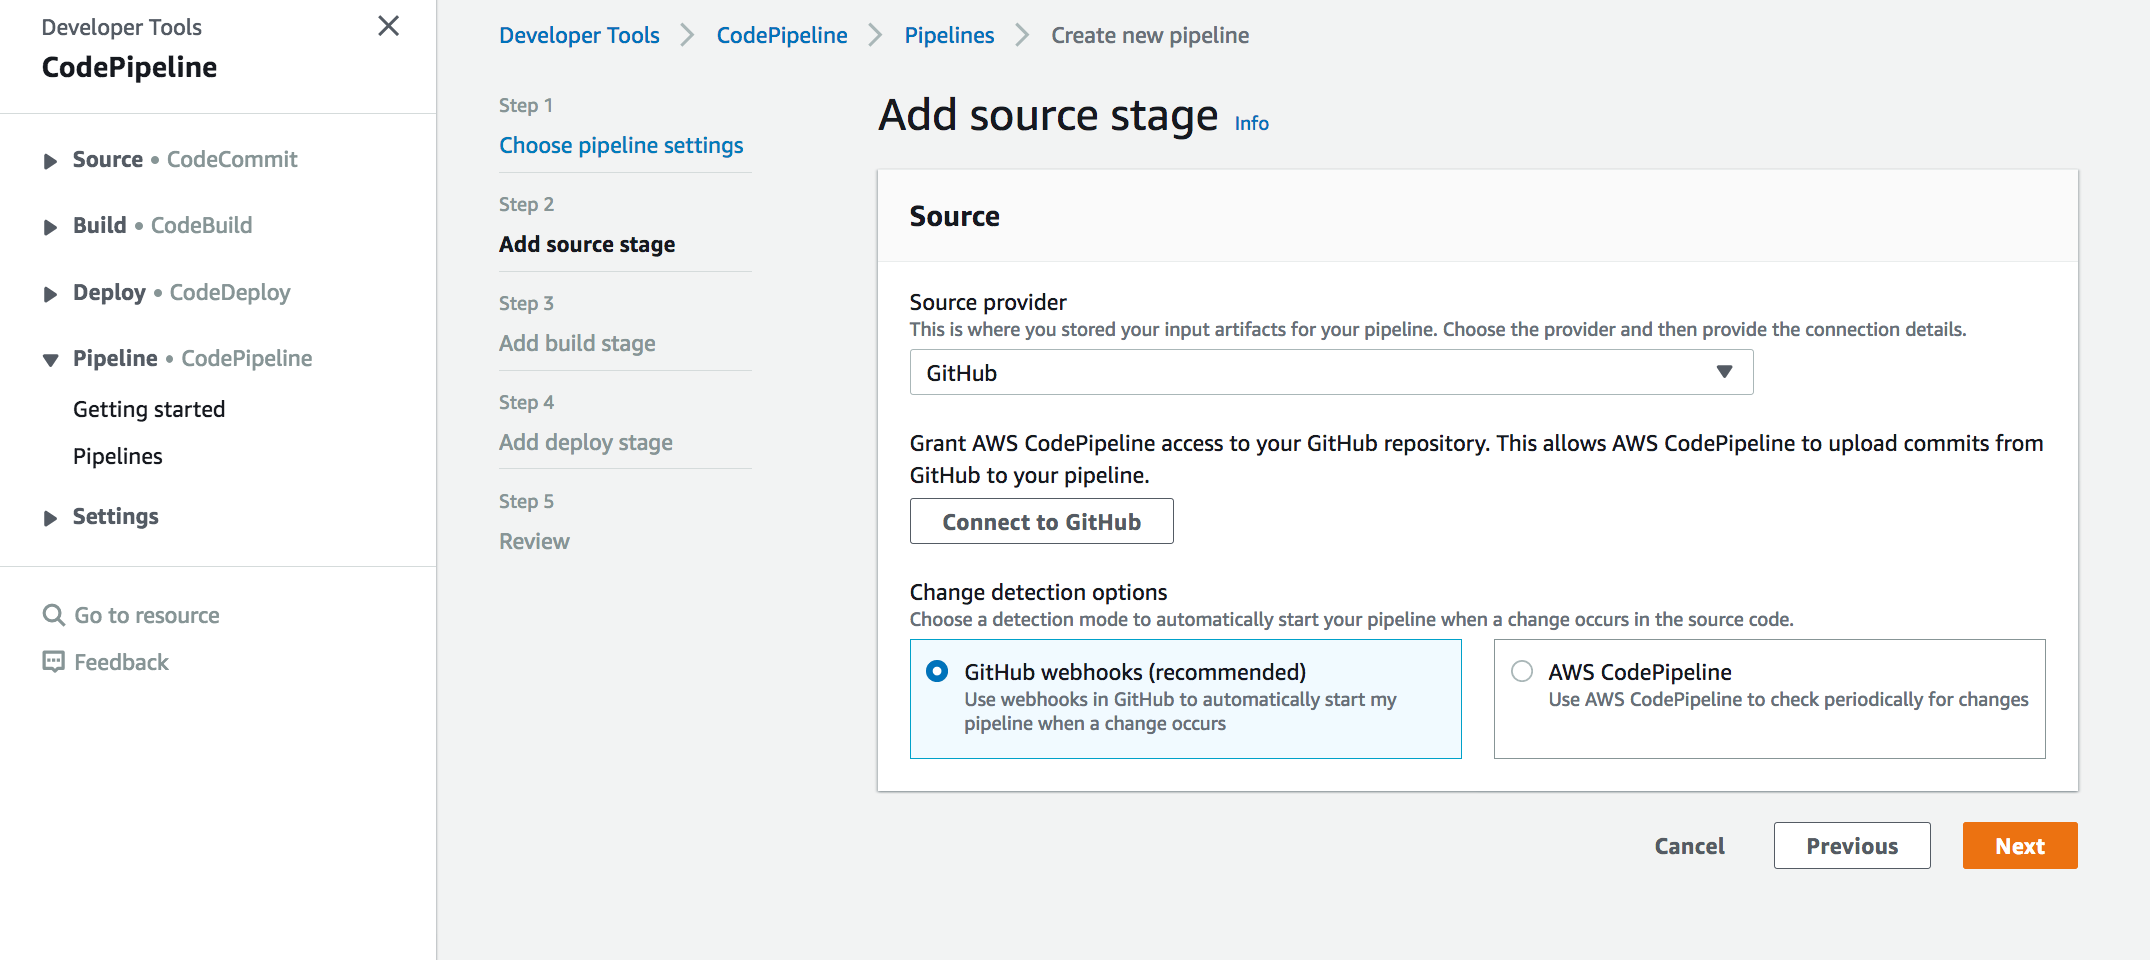 Developer Tools
CodePipeline
Source • CodeCommit
Build • CodeBuild
Deploy • CodeDeploy
Pipeline • CodePipeline
Getting started
Pipelines
Settings
Go to resource
Feedback
Developer Tools > CodePipeline > Pipelines > Create new pipeline
Step 1
Choose pipeline settings
Step 2
Add source stage
Step 3
Add build stage
Step 4
Add deploy stage
Step 5
Review
Add source stage Info
Source
Source provider
This is where you stored your input artifacts for your pipeline. Choose the provider and then provide the connection details.
GitHub
Grant AWS CodePipeline access to your GitHub repository. This allows AWS CodePipeline to upload commits from
GitHub to your pipeline.
Connect to GitHub
Change detection options
Choose a detection mode to automatically start your pipeline when a change occurs in the source code.
GitHub webhooks (recommended)
Use webhooks in GitHub to automatically start my
pipeline when a change occurs
AWS CodePipeline
Use AWS CodePipeline to check periodically for changes
Cancel
Previous
Next